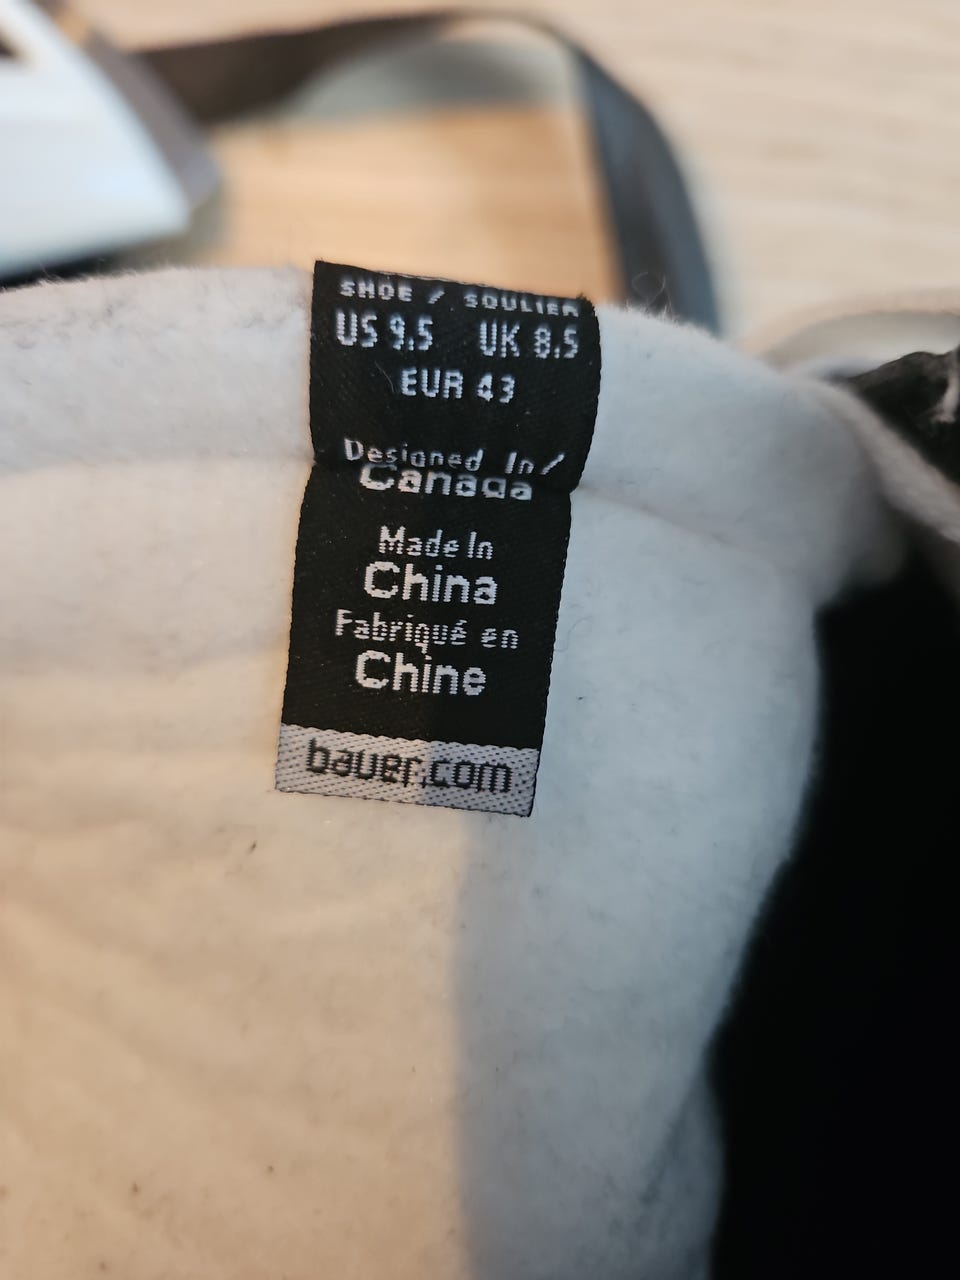 SHOE / SOULIER
US 9.5 UK 8.5
EUR 43
Designed In/
Canada
Made In
China
Fabriqué en
Chine
bauer.com